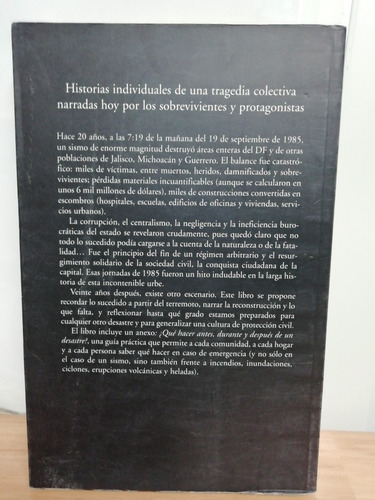 Historias individuales de una tragedia colectiva
narradas hoy por los sobrevivientes y protagonistas
Hace 20 años, a las 7:19 de la mañana del 19 de septiembre de 1985,
un sismo de enorme magnitud destruyó áreas enteras del DF y de otras
poblaciones de Jalisco, Michoacán y Guerrero. El balance fue catastró-
fico: miles de víctimas, entre muertos, heridos, damnificados y sobre-
vivientes; pérdidas materiales incuantificables (aunque se calcularon en
unos 6 mil millones de dólares), miles de construcciones convertidas en
escombros (hospitales, escuelas, edificios de oficinas y viviendas, servi-
cios urbanos).
La corrupción, el centralismo, la negligencia y la ineficiencia buro-
cráticas del estado se revelaron crudamente, pues quedó claro que no
todo lo sucedido podía cargarse a la cuenta de la naturaleza o de la fata-
lidad... Fue el principio del fin de un régimen arbitrario y el resur-
gimiento solidario de la sociedad civil, la conquista ciudadana de la
capital. Esas jornadas de 1985 fueron un hito indudable en la larga his-
toria de esta incontenible urbe.
Veinte años después, existe otro escenario. Este libro se propone
recordar lo sucedido a partir del terremoto, narrar la reconstrucción y lo
que falta, y reflexionar hasta qué grado estamos preparados para
cualquier otro desastre y para generalizar una cultura de protección civil.
El libro incluye un anexo: ¿Qué hacer antes, durante y después de un
desastre?, una guía práctica que permite a cada comunidad, a cada hogar
y a cada persona saber qué hacer en caso de emergencia (y no sólo en
el caso de un sismo, sino también frente a incendios, inundaciones,
ciclones, erupciones volcánicas y heladas).